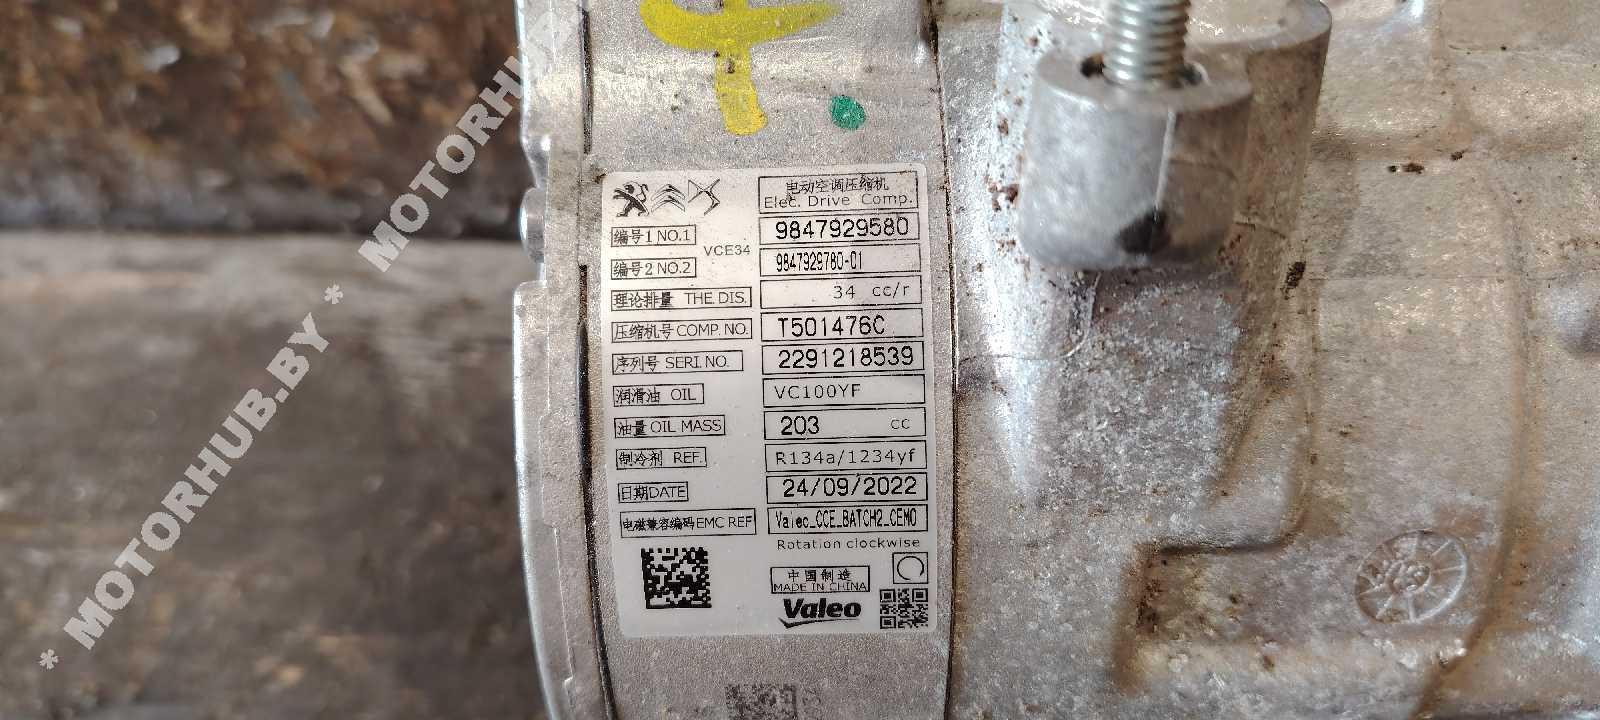 电动空调压缩机
Elec. Drive Comp.
编号1 NO.1 9847929580
VCE34
编号2 NO.2 9847929780-01
理论排量 THE DIS. 34 cc/r
压缩机号 COMP. NO. T501476C
序列号 SERI.NO. 2291218539
润滑油 OIL VC100YF
油量 OIL MASS 203 cc
制冷剂 REF. R134a/1234yf
日期DATE 24/09/2022
电磁兼容编码EMC REF Valeo_CCE_BATCH2_CEM0
Rotation clockwise
中国制造
MADE IN CHINA
Valeo
* MOTORHUB.BY * MOTORHUB